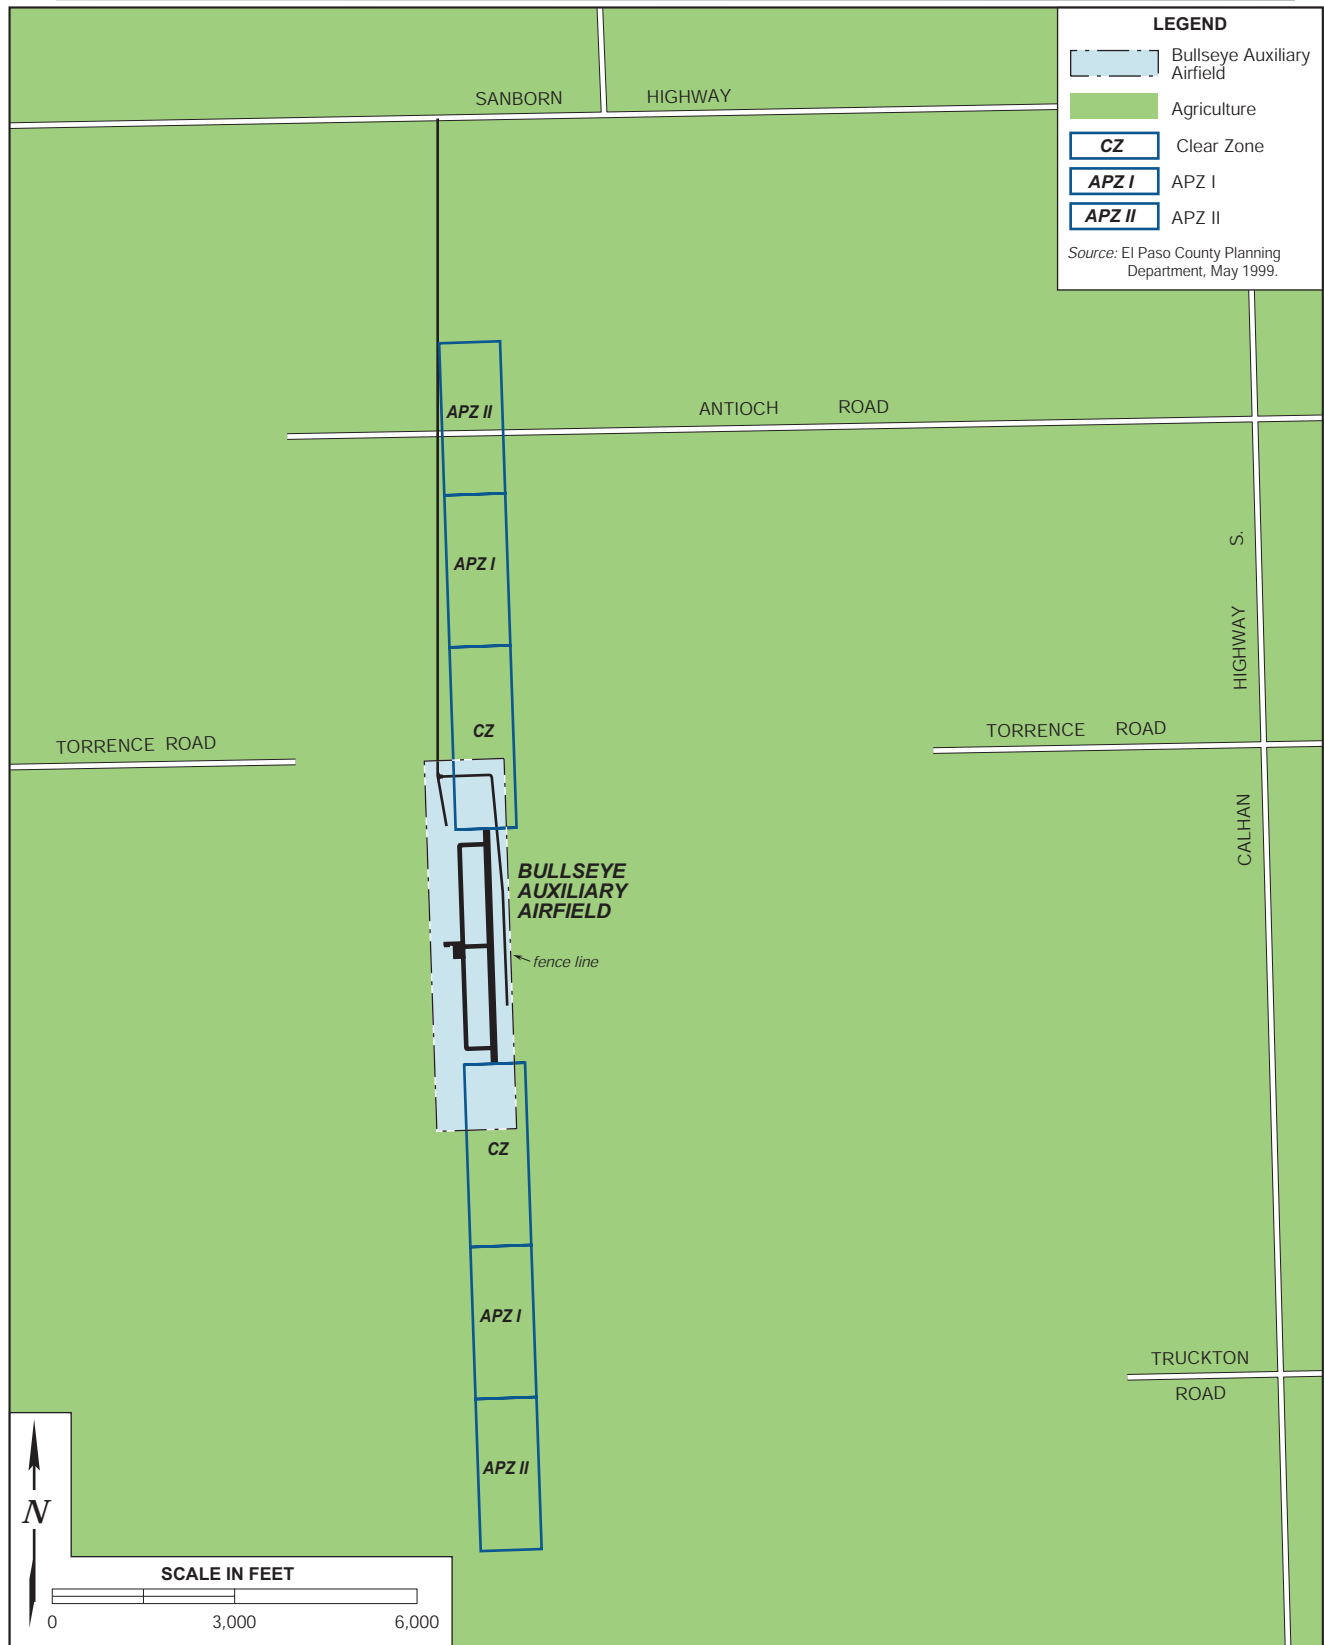 LEGEND
Bullseye Auxiliary
Airfield
Agriculture
CZ Clear Zone
APZ I APZ I
APZ II APZ II
Source: El Paso County Planning
Department, May 1999.
SANBORN HIGHWAY
APZ II
ANTIOCH ROAD
APZ I
S.
HIGHWAY
CALHAN
CZ
TORRENCE ROAD
TORRENCE ROAD
BULLSEYE
AUXILIARY
AIRFIELD
fence line
CZ
APZ I
TRUCKTON
ROAD
APZ II
N
SCALE IN FEET
0 3,000 6,000